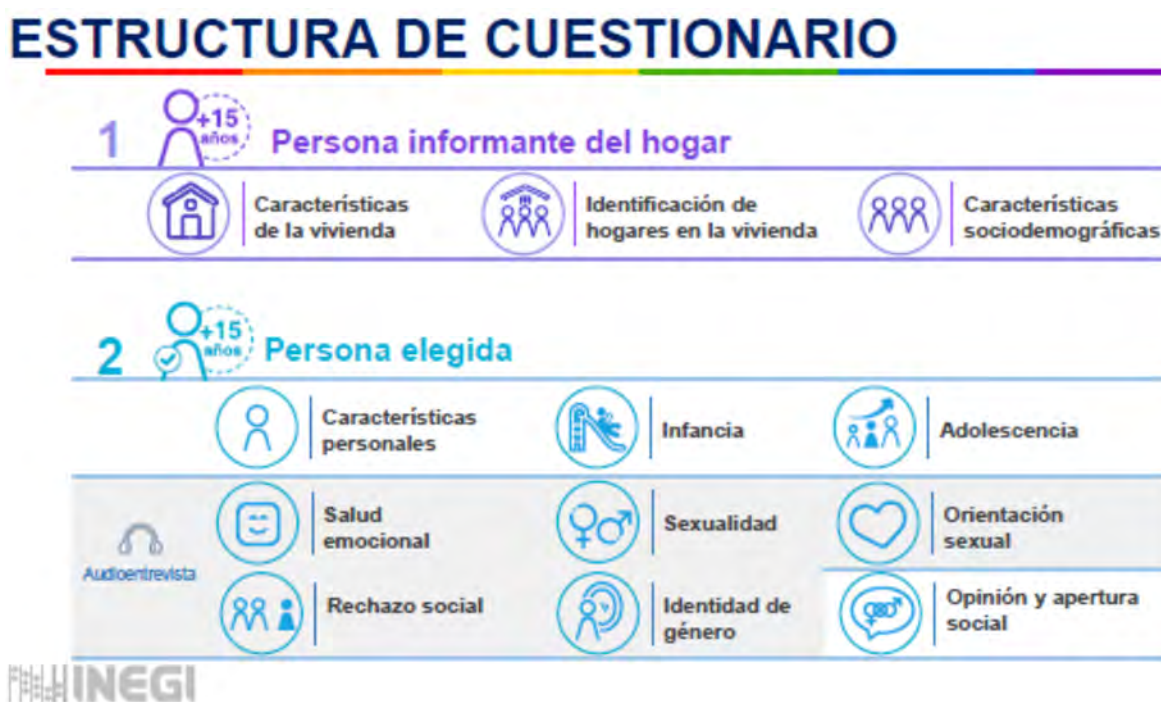 ESTRUCTURA DE CUESTIONARIO
1
+15
años
Persona informante del hogar
Características
de la vivienda
Identificación de
hogares en la vivienda
Características
sociodemográficas
2
+15
años
Persona elegida
Características
personales
Infancia
Adolescencia
Audioentrevista
Salud
emocional
Sexualidad
Orientación
sexual
Rechazo social
Identidad de
género
Opinión y apertura
social
INEGI